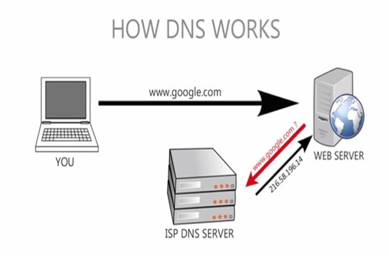 HOW DNS WORKS
www.google.com
YOU
WEB SERVER
www.google.com ?
216.58.196.14
ISP DNS SERVER